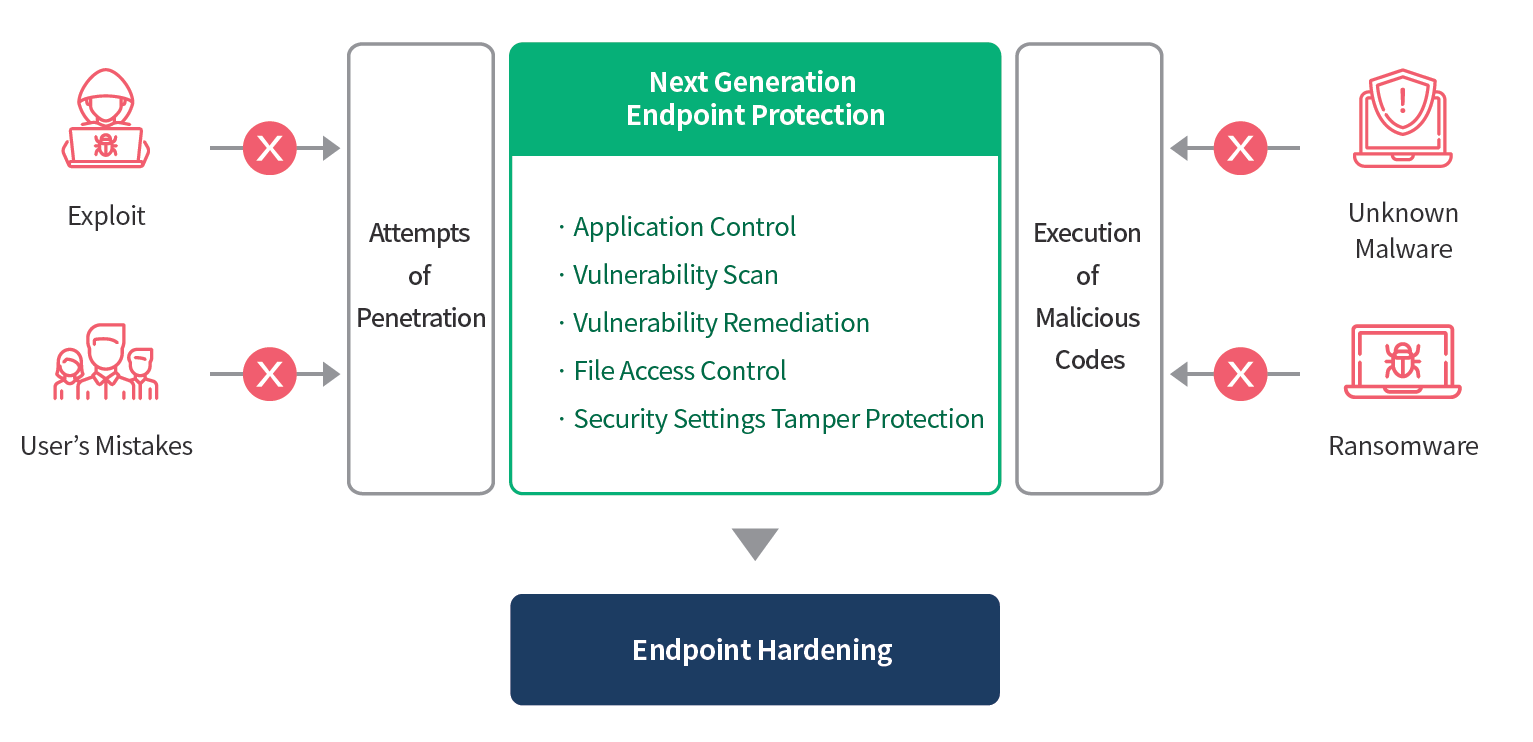 Next Generation
Endpoint Protection
Exploit
X
User’s Mistakes
X
Attempts
of
Penetration
· Application Control
· Vulnerability Scan
· Vulnerability Remediation
· File Access Control
· Security Settings Tamper Protection
Execution
of
Malicious
Codes
X
Unknown
Malware
X
Ransomware
Endpoint Hardening